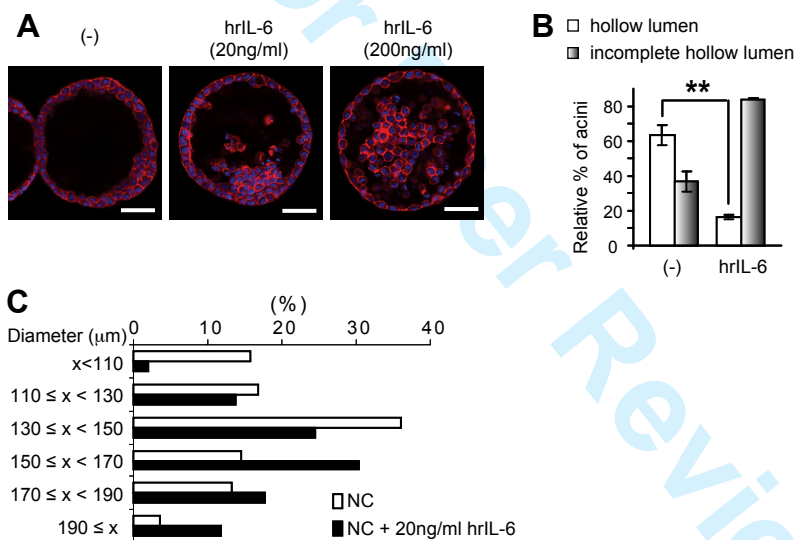 A
(-)
hrIL-6
(20ng/ml)
hrIL-6
(200ng/ml)
B
hollow lumen
incomplete hollow lumen
**
Relative % of acini
80
60
40
20
0
(-)
hrIL-6
C
(%)
Diameter (μm)
0
10
20
30
40
x<110
110 ≤ x < 130
130 ≤ x < 150
150 ≤ x < 170
170 ≤ x < 190
190 ≤ x
NC
NC + 20ng/ml hrIL-6
er Revie